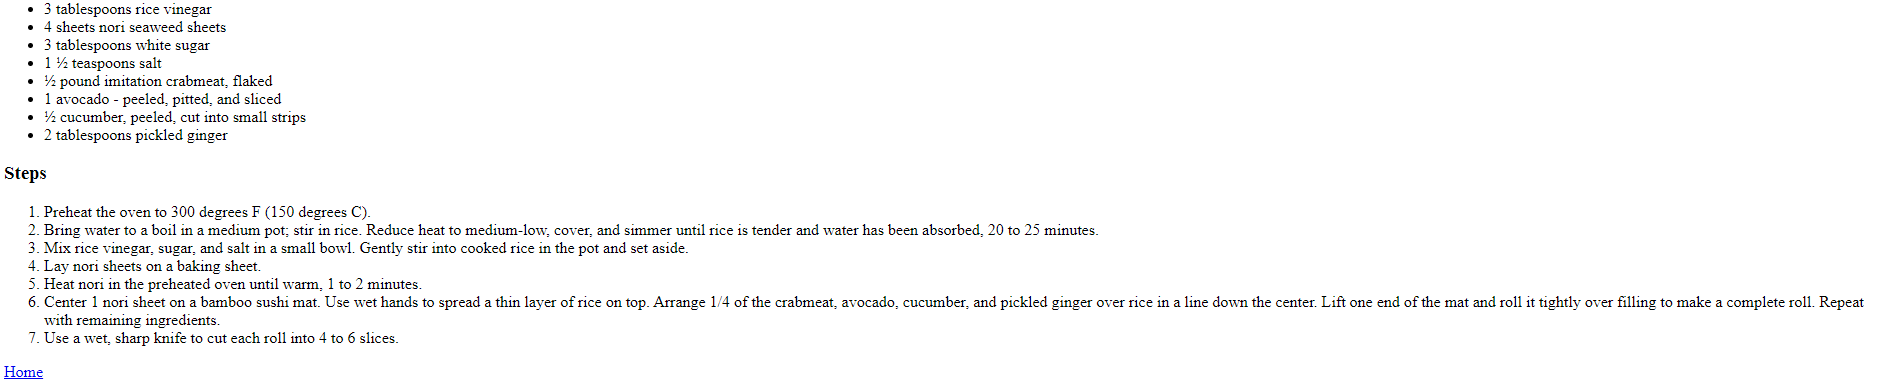 • 3 tablespoons rice vinegar
• 4 sheets nori seaweed sheets
• 3 tablespoons white sugar
• 1 ½ teaspoons salt
• ½ pound imitation crabmeat, flaked
• 1 avocado - peeled, pitted, and sliced
• ½ cucumber, peeled, cut into small strips
• 2 tablespoons pickled ginger
Steps
1. Preheat the oven to 300 degrees F (150 degrees C).
2. Bring water to a boil in a medium pot; stir in rice. Reduce heat to medium-low, cover, and simmer until rice is tender and water has been absorbed, 20 to 25 minutes.
3. Mix rice vinegar, sugar, and salt in a small bowl. Gently stir into cooked rice in the pot and set aside.
4. Lay nori sheets on a baking sheet.
5. Heat nori in the preheated oven until warm, 1 to 2 minutes.
6. Center 1 nori sheet on a bamboo sushi mat. Use wet hands to spread a thin layer of rice on top. Arrange 1/4 of the crabmeat, avocado, cucumber, and pickled ginger over rice in a line down the center. Lift one end of the mat and roll it tightly over filling to make a complete roll. Repeat
with remaining ingredients.
7. Use a wet, sharp knife to cut each roll into 4 to 6 slices.
Home